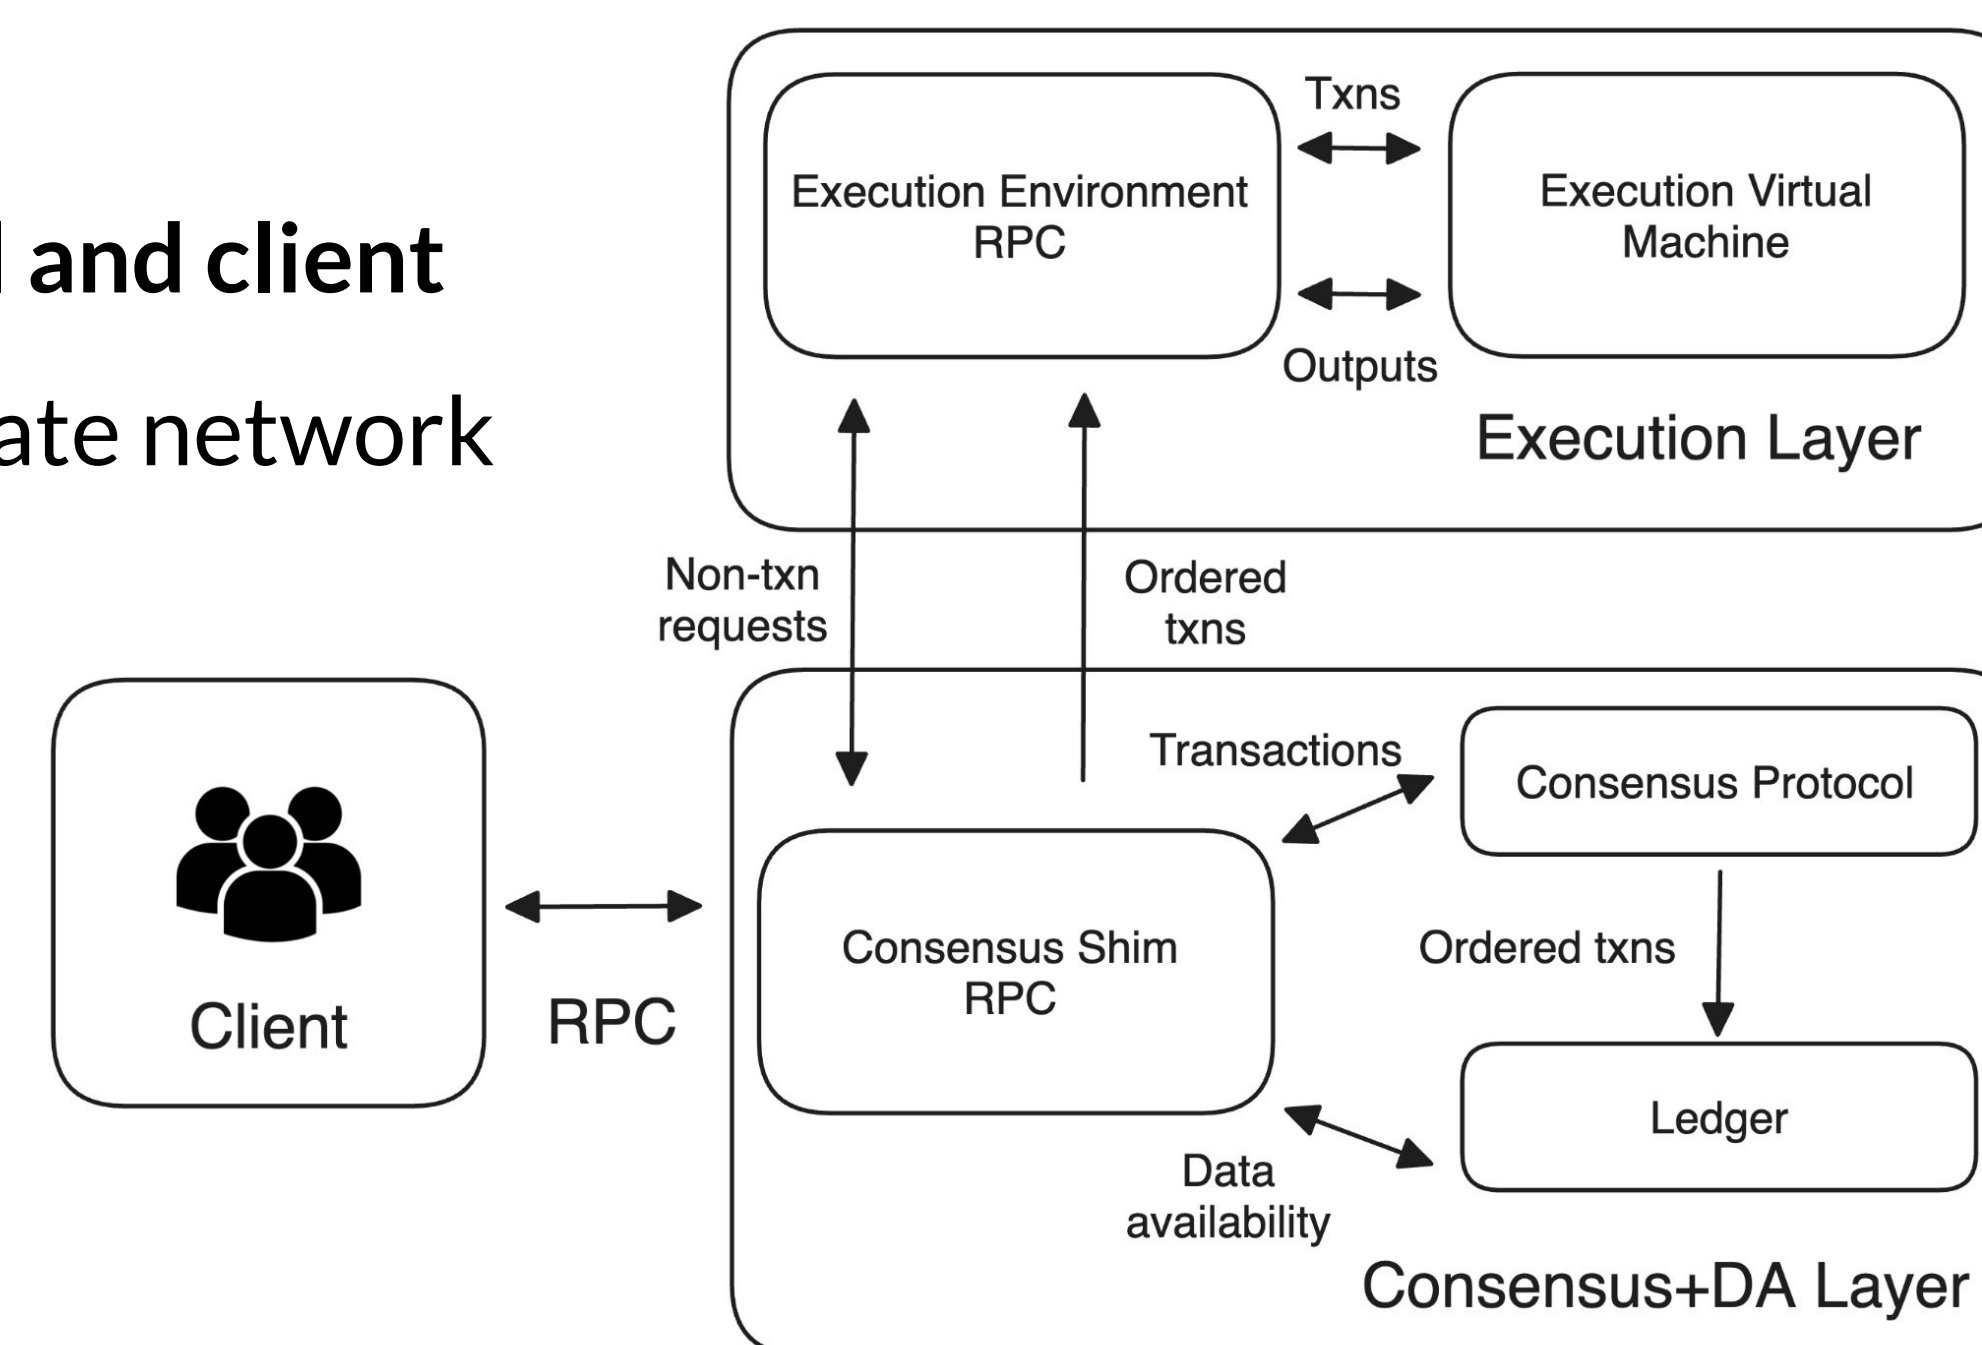 and client
network
Txns
Execution Environment
RPC
Execution Virtual
Machine
Outputs
Execution Layer
Non-txn
requests
Ordered
txns
Transactions
Consensus Protocol
Consensus Shim
RPC
Ordered txns
Client
RPC
Ledger
Data
availability
Consensus+DA Layer